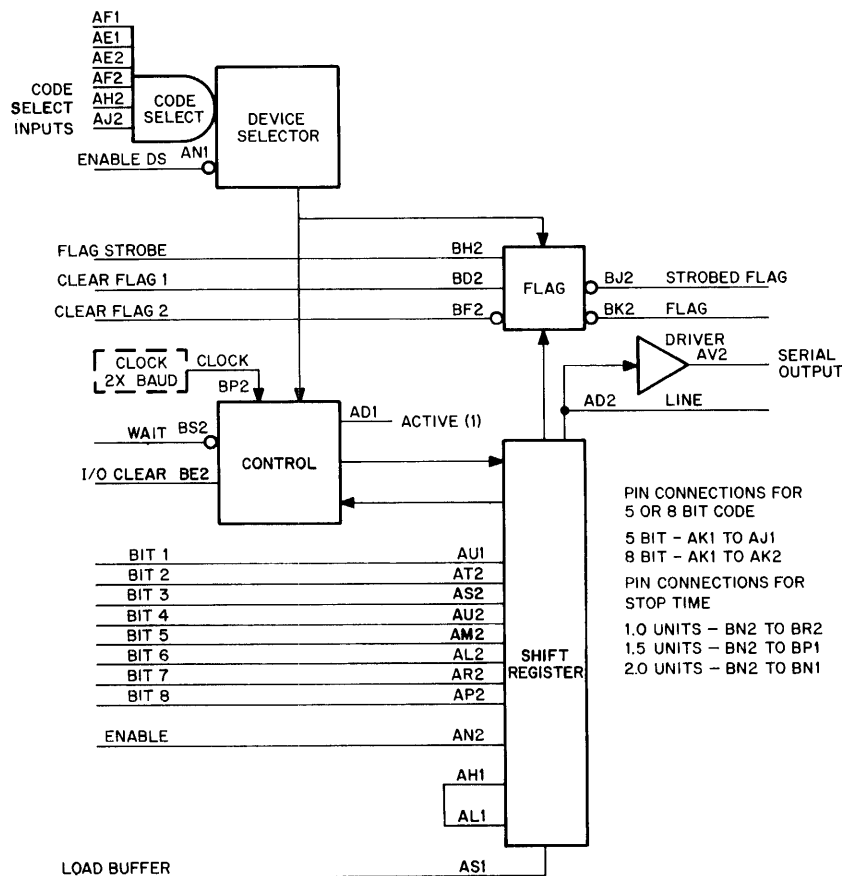 AF1
AE1
AE2
AF2
AH2
AJ2
CODE
SELECT
INPUTS
CODE
SELECT
DEVICE
SELECTOR
ENABLE DS AN1
FLAG STROBE BH2
CLEAR FLAG 1 BD2
CLEAR FLAG 2 BF2
FLAG
BJ2 STROBED FLAG
BK2 FLAG
DRIVER
AV2 SERIAL
OUTPUT
AD2 LINE
CLOCK
2X BAUD
CLOCK
BP2
WAIT BS2
I/O CLEAR BE2
CONTROL
AD1 ACTIVE (1)
BIT 1 AU1
BIT 2 AT2
BIT 3 AS2
BIT 4 AU2
BIT 5 AM2
BIT 6 AL2
BIT 7 AR2
BIT 8 AP2
ENABLE AN2
AH1
AL1
LOAD BUFFER AS1
SHIFT
REGISTER
PIN CONNECTIONS FOR
5 OR 8 BIT CODE
5 BIT – AK1 TO AJ1
8 BIT – AK1 TO AK2
PIN CONNECTIONS FOR
STOP TIME
1.0 UNITS – BN2 TO BR2
1.5 UNITS – BN2 TO BP1
2.0 UNITS – BN2 TO BN1